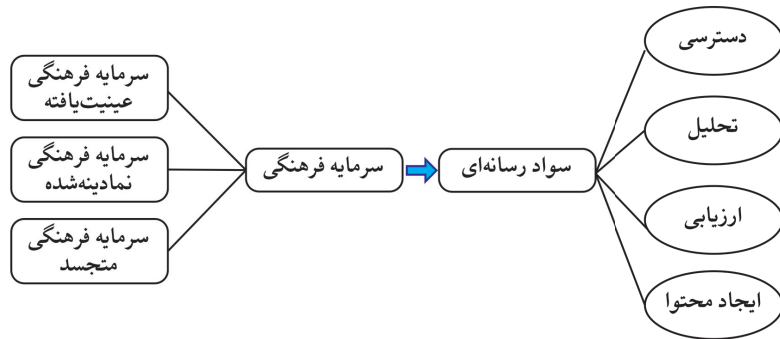 دسترسی
سرمایه فرهنگی
عینیت‌یافته
تحلیل
سرمایه فرهنگی
نمادینه‌شده
سرمایه فرهنگی
سواد رسانه‌ای
ارزیابی
سرمایه فرهنگی
متجسد
ایجاد محتوا